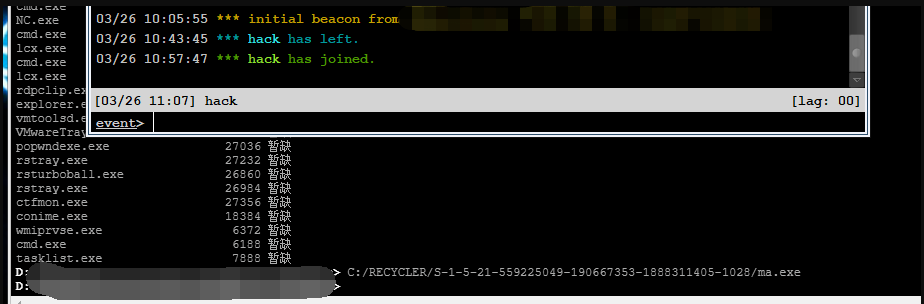 cmd.exe
NC.exe
cmd.exe
lcx.exe
cmd.exe
lcx.exe
rdpclip.ex
explorer.e
vmtoolsd.e
VMwareTray
03/26 10:05:55 *** initial beacon from
03/26 10:43:45 *** hack has left.
03/26 10:57:47 *** hack has joined.
[03/26 11:07] hack [lag: 00]
event>
popwndexe.exe 27036 暂缺
rstray.exe 27232 暂缺
rsturboball.exe 26860 暂缺
rstray.exe 26984 暂缺
ctfmon.exe 27356 暂缺
conime.exe 18384 暂缺
wmiprvse.exe 6372 暂缺
cmd.exe 6188 暂缺
tasklist.exe 7888 暂缺
D: > C:/RECYCLER/S-1-5-21-559225049-190667353-1888311405-1028/ma.exe
D: >